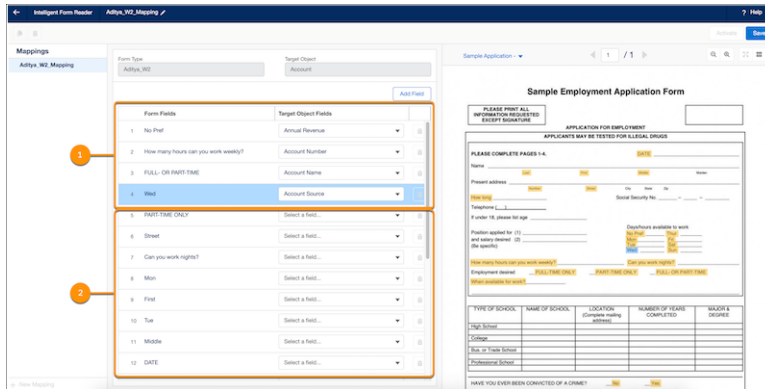 ← Intelligent Form Reader Aditya_W2_Mapping ? Help
Activate Save
Mappings
Aditya_W2_Mapping
Form Type Target Object
Aditya_W2 Account
Add Field
Form Fields Target Object Fields
1 No Pref Annual Revenue
2 How many hours can you work weekly? Account Number
3 FULL- OR PART-TIME Account Name
4 Wed Account Source
5 PART-TIME ONLY Select a field...
6 Street Select a field...
7 Can you work nights? Select a field...
8 Mon Select a field...
9 First Select a field...
10 Tue Select a field...
11 Middle Select a field...
12 DATE Select a field...
1
2
+ New Mapping
Sample Application - 1 / 1
Sample Employment Application Form
PLEASE PRINT ALL
INFORMATION REQUESTED
EXCEPT SIGNATURE
APPLICATION FOR EMPLOYMENT
APPLICANTS MAY BE TESTED FOR ILLEGAL DRUGS
PLEASE COMPLETE PAGES 1-4. DATE
Name
Last First Middle Maiden
Present address
Number Street City State Zip
How long Social Security No. – –
Telephone ( )
If under 18, please list age
Days/hours available to work
Position applied for (1) No Pref Thur
and salary desired (2) Mon Fri
(Be specific) Tue Sat
Wed Sun
How many hours can you work weekly? Can you work nights?
Employment desired FULL-TIME ONLY PART-TIME ONLY FULL- OR PART-TIME
When available for work?
TYPE OF SCHOOL NAME OF SCHOOL LOCATION NUMBER OF YEARS MAJOR &
(Complete mailing COMPLETED DEGREE
address)
High School
College
Bus. or Trade School
Professional School
HAVE YOU EVER BEEN CONVICTED OF A CRIME? No Yes